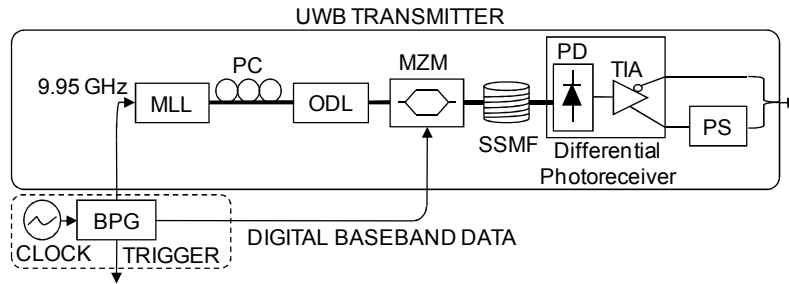 UWB TRANSMITTER
9.95 GHz
MLL
PC
ODL
MZM
SSMF
PD
TIA
PS
Differential
Photoreceiver
CLOCK
BPG
TRIGGER
DIGITAL BASEBAND DATA